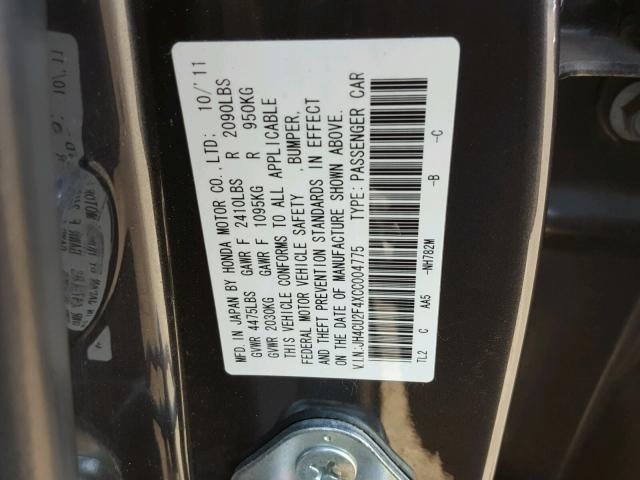 MFD. IN JAPAN BY HONDA MOTOR CO., LTD: 10/'11
GVWR 4475LBS GAWR F 2410LBS R 2090LBS
GVWR 2030KG GAWR F 1095KG R 950KG
THIS VEHICLE CONFORMS TO ALL APPLICABLE
FEDERAL MOTOR VEHICLE SAFETY , BUMPER,
AND THEFT PREVENTION STANDARDS IN EFFECT
ON THE DATE OF MANUFACTURE SHOWN ABOVE.
V.I.N:JH4CU2F4XCC004775 TYPE: PASSENGER CAR
TL2 C AA5 -NH782M -B -C
10/.11